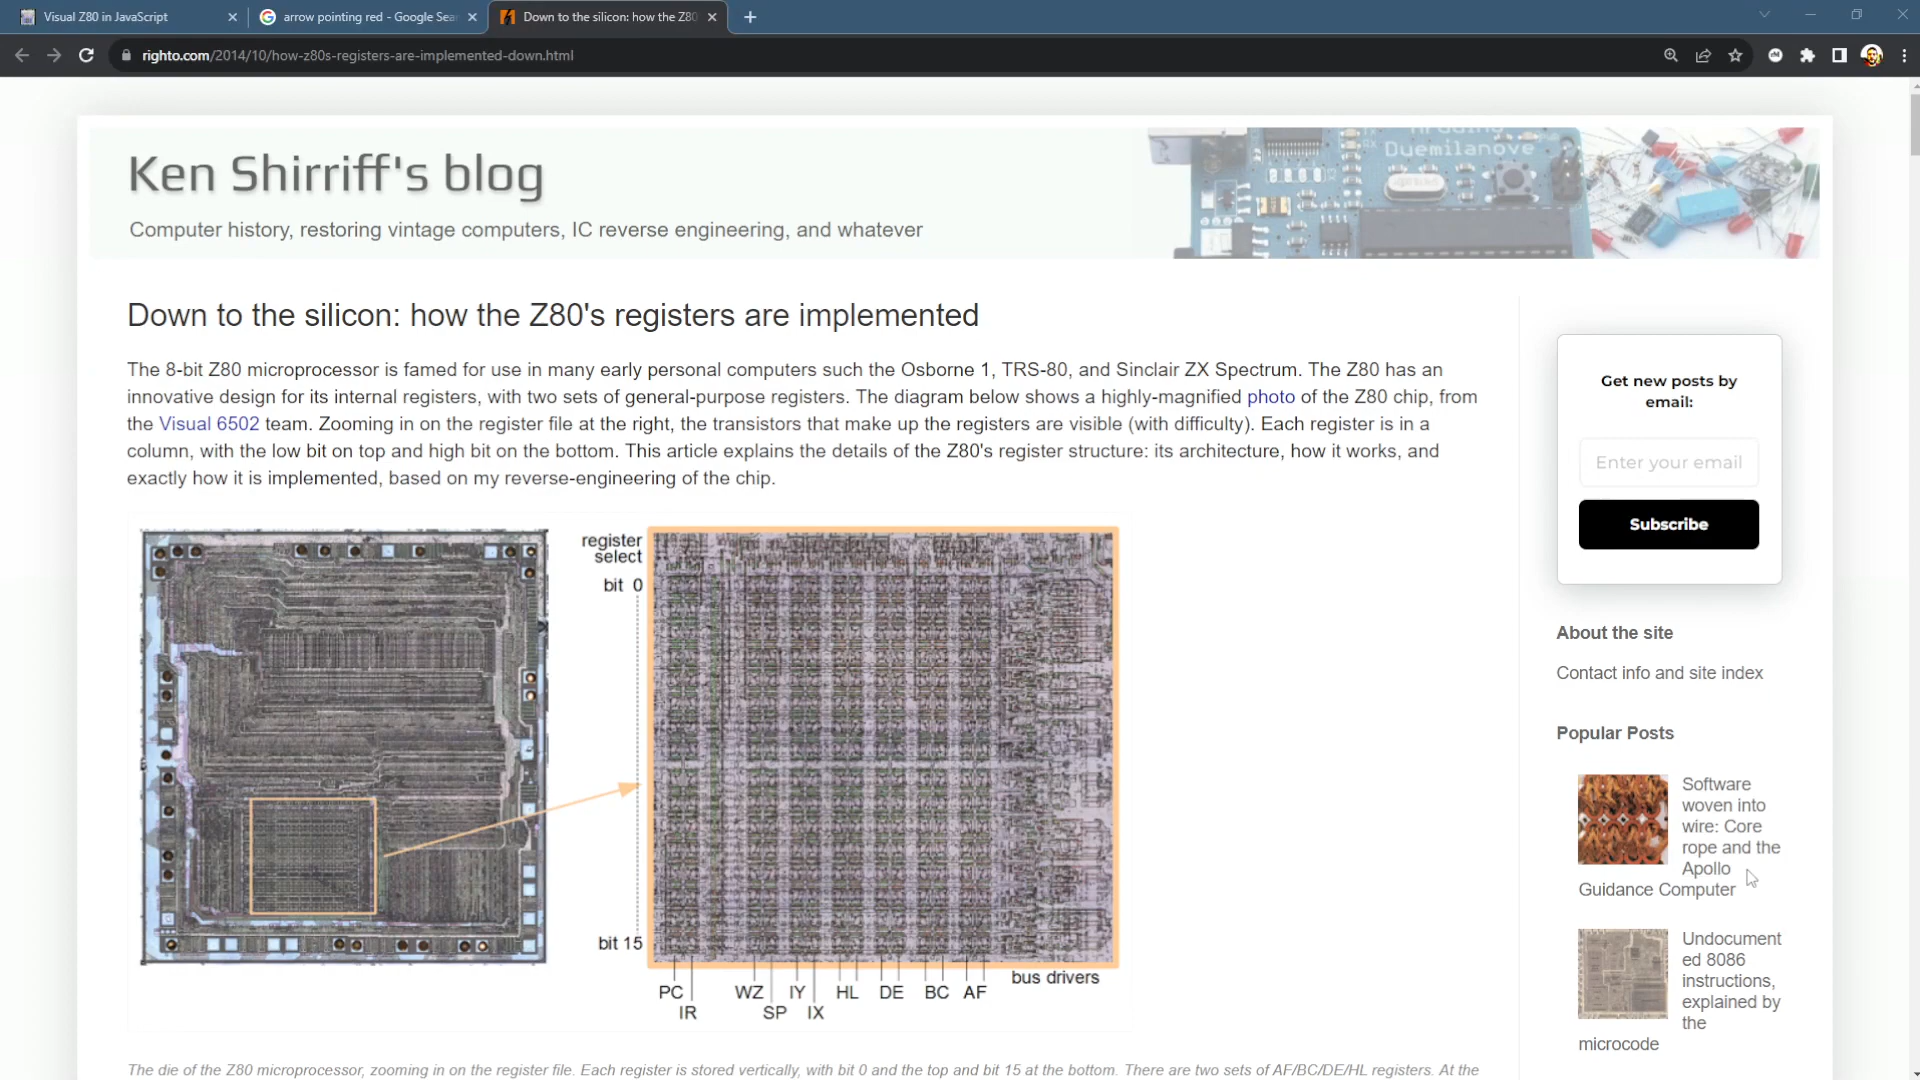 Visual Z80 in JavaScript
arrow pointing red - Google Sea
Down to the silicon: how the Z80
righto.com/2014/10/how-z80s-registers-are-implemented-down.html
Ken Shirriff's blog
Computer history, restoring vintage computers, IC reverse engineering, and whatever
Duemilanove
Down to the silicon: how the Z80's registers are implemented
The 8-bit Z80 microprocessor is famed for use in many early personal computers such the Osborne 1, TRS-80, and Sinclair ZX Spectrum. The Z80 has an
innovative design for its internal registers, with two sets of general-purpose registers. The diagram below shows a highly-magnified photo of the Z80 chip, from
the Visual 6502 team. Zooming in on the register file at the right, the transistors that make up the registers are visible (with difficulty). Each register is in a
column, with the low bit on top and high bit on the bottom. This article explains the details of the Z80's register structure: its architecture, how it works, and
exactly how it is implemented, based on my reverse-engineering of the chip.
register
select
bit 0
bit 15
PC
IR
WZ
SP
IY
IX
HL
DE
BC
AF
bus drivers
The die of the Z80 microprocessor, zooming in on the register file. Each register is stored vertically, with bit 0 and the top and bit 15 at the bottom. There are two sets of AF/BC/DE/HL registers. At the
Get new posts by
email:
Enter your email
Subscribe
About the site
Contact info and site index
Popular Posts
Software
woven into
wire: Core
rope and the
Apollo
Guidance Computer
Undocument
ed 8086
instructions,
explained by
the
microcode